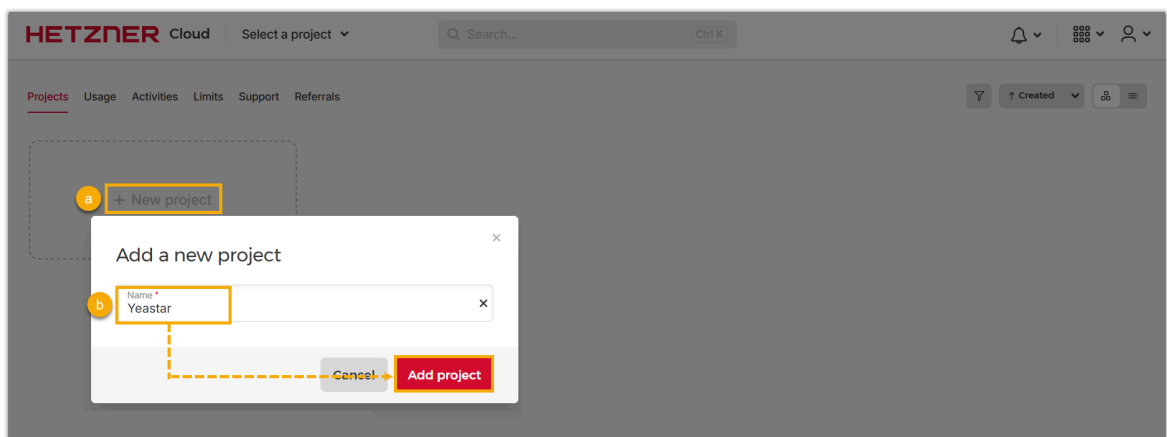 HETZNER Cloud Select a project Search... Ctrl K
Projects Usage Activities Limits Support Referrals ↑ Created
a + New project
Add a new project
b Name *
Yeastar
Cancel Add project